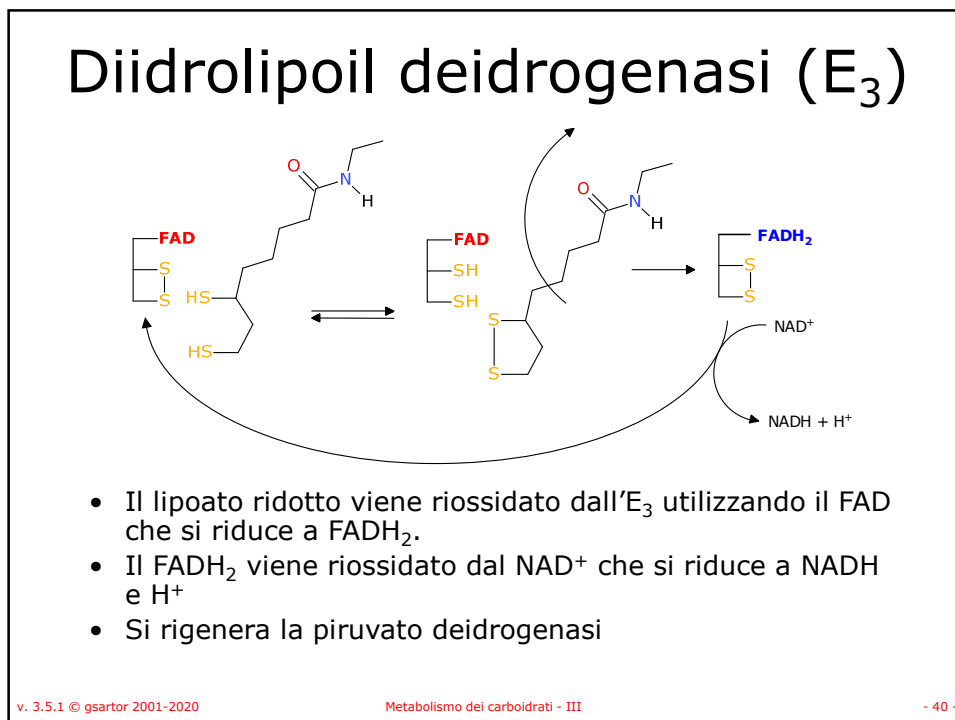 Diidrolipoil deidrogenasi (E₃)
O
N
H
FAD
S
S
HS
HS
FAD
SH
SH
O
N
H
S
S
FADH₂
S
S
NAD⁺
NADH + H⁺
• Il lipoato ridotto viene riossidato dall'E₃ utilizzando il FAD
che si riduce a FADH₂.
• Il FADH₂ viene riossidato dal NAD⁺ che si riduce a NADH
e H⁺
• Si rigenera la piruvato deidrogenasi
v. 3.5.1 © gsartor 2001-2020
Metabolismo dei carboidrati - III
- 40 -